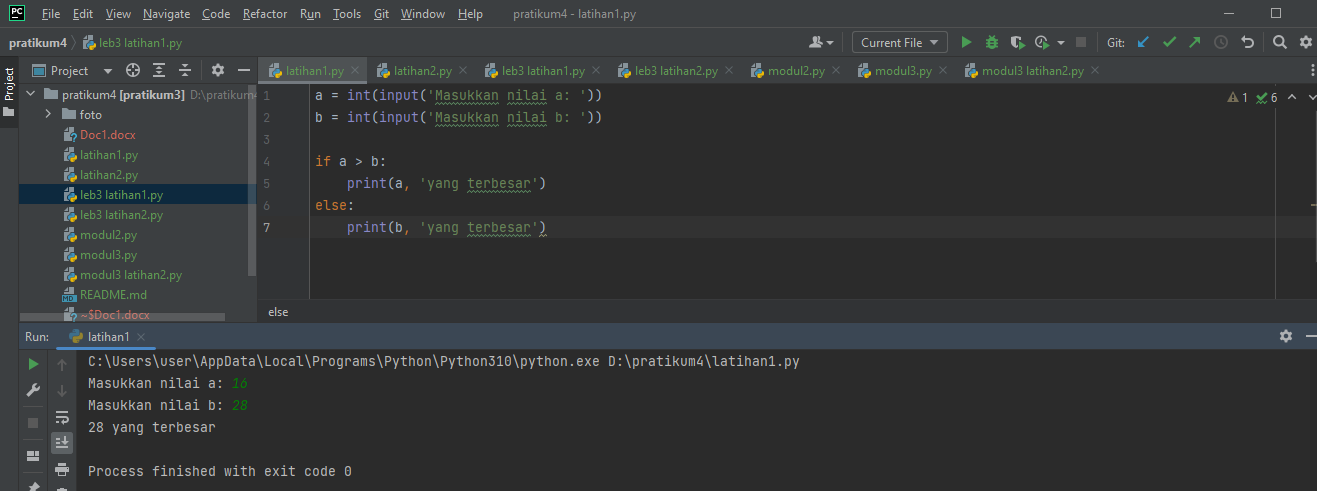 PC File Edit View Navigate Code Refactor Run Tools Git Window Help pratikum4 - latihan1.py
pratikum4 leb3 latihan1.py Current File Git:
Project
Project latihan1.py latihan2.py leb3 latihan1.py leb3 latihan2.py modul2.py modul3.py modul3 latihan2.py
pratikum4 [pratikum3] D:\pratikum4
foto
Doc1.docx
latihan1.py
latihan2.py
leb3 latihan1.py
leb3 latihan2.py
modul2.py
modul3.py
modul3 latihan2.py
README.md
~$Doc1.docx
1 a = int(input('Masukkan nilai a: '))
2 b = int(input('Masukkan nilai b: '))
3
4 if a > b:
5 print(a, 'yang terbesar')
6 else:
7 print(b, 'yang terbesar')
1 6
else
Run: latihan1
C:\Users\user\AppData\Local\Programs\Python\Python310\python.exe D:\pratikum4\latihan1.py
Masukkan nilai a: 16
Masukkan nilai b: 28
28 yang terbesar
Process finished with exit code 0